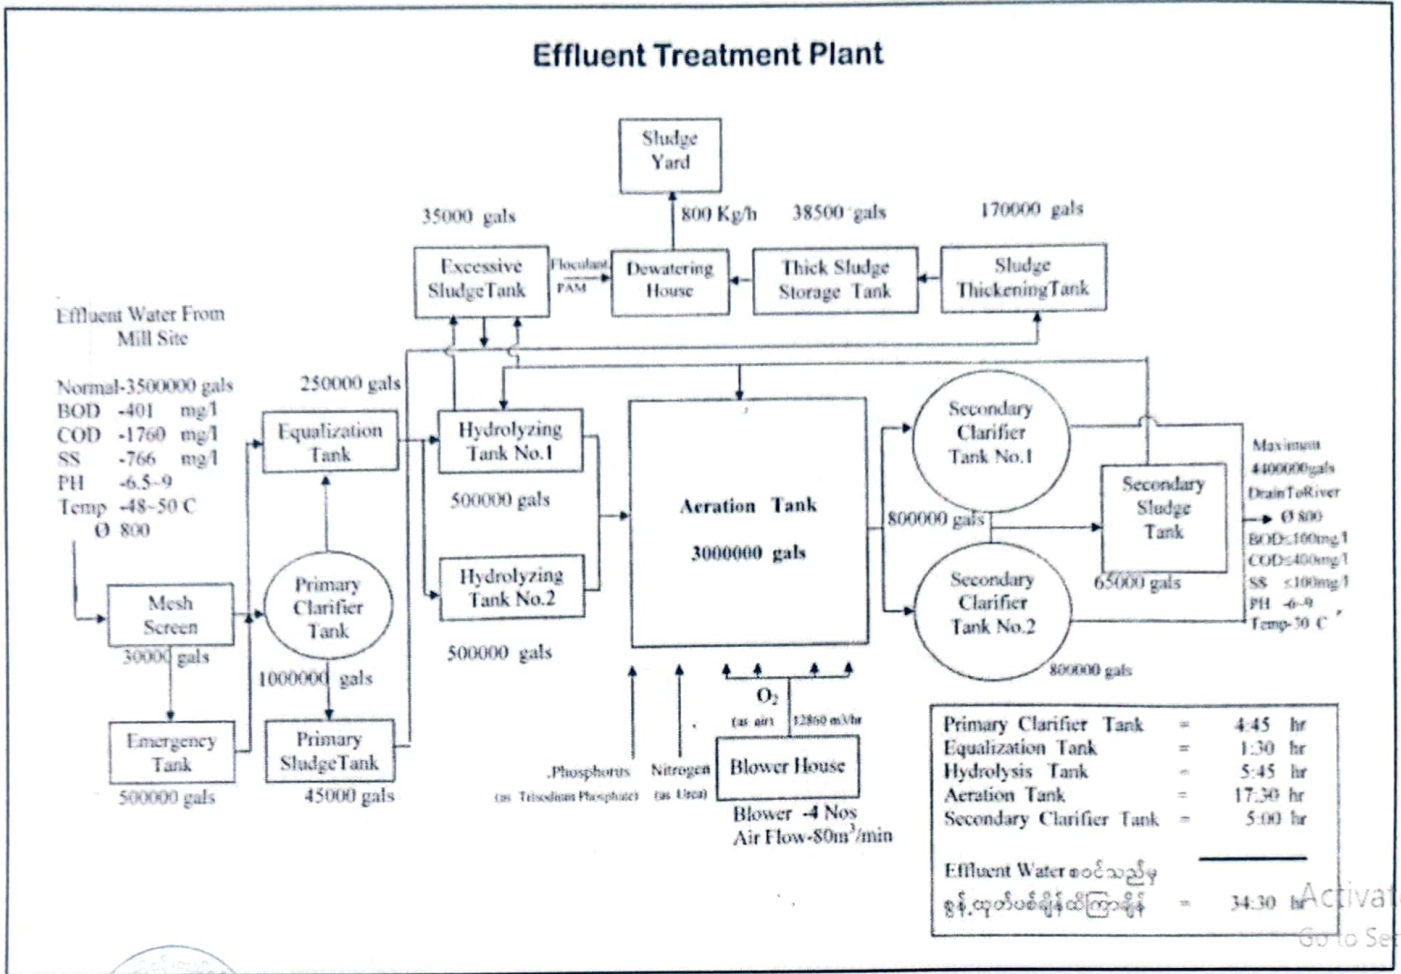 Effluent Treatment Plant
Sludge
Yard
35000 gals
800 Kg/h
38500 gals
170000 gals
Excessive
SludgeTank
Floculant
PAM
Dewatering
House
Thick Sludge
Storage Tank
Sludge
ThickeningTank
Effluent Water From
Mill Site
Normal-3500000 gals
BOD -401 mg/l
COD -1760 mg/l
SS -766 mg/l
PH -6.5~9
Temp -48~50 C
Ø 800
250000 gals
Equalization
Tank
Hydrolyzing
Tank No.1
500000 gals
Hydrolyzing
Tank No.2
500000 gals
Aeration Tank
3000000 gals
Secondary
Clarifier
Tank No.1
800000 gals
Secondary
Clarifier
Tank No.2
800000 gals
Secondary
Sludge
Tank
65000 gals
Maximum
4400000gals
DrainToRiver
Ø 800
BOD≤100mg/l
COD≤400mg/l
SS ≤100mg/l
PH -6~9
Temp-30 C
Mesh
Screen
30000 gals
Primary
Clarifier
Tank
1000000 gals
Emergency
Tank
500000 gals
Primary
SludgeTank
45000 gals
.Phosphorus
(as Trisodium Phosphate)
Nitrogen
(as Urea)
O₂
(as air) 12860 m3/hr
Blower House
Blower -4 Nos
Air Flow-80m³/min
Primary Clarifier Tank = 4:45 hr
Equalization Tank = 1:30 hr
Hydrolysis Tank = 5:45 hr
Aeration Tank = 17:30 hr
Secondary Clarifier Tank = 5:00 hr
Effluent Water စဝင်သည်မှ
စွန့်ထုတ်ပစ်ချိန်ထိကြာချိန် = 34:30 hr
Activat
Go to Se